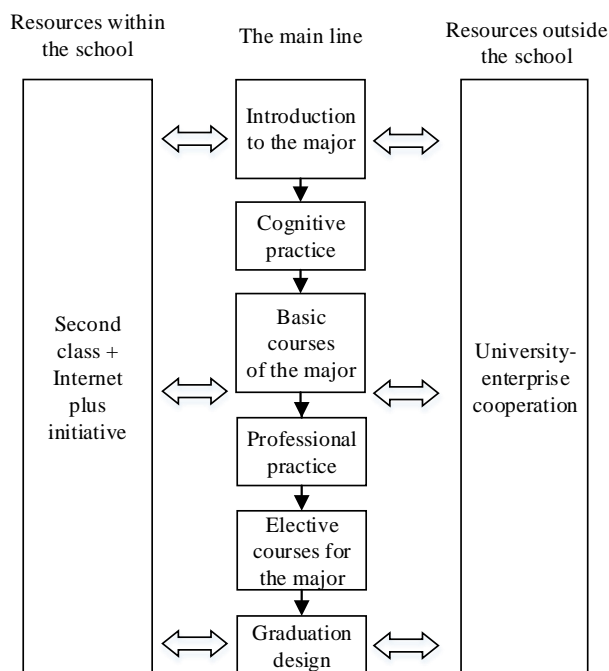 Resources within
the school
The main line
Resources outside
the school
Introduction
to the major
Cognitive
practice
Second
class +
Internet
plus
initiative
Basic
courses
of the major
University-
enterprise
cooperation
Professional
practice
Elective
courses for
the major
Graduation
design